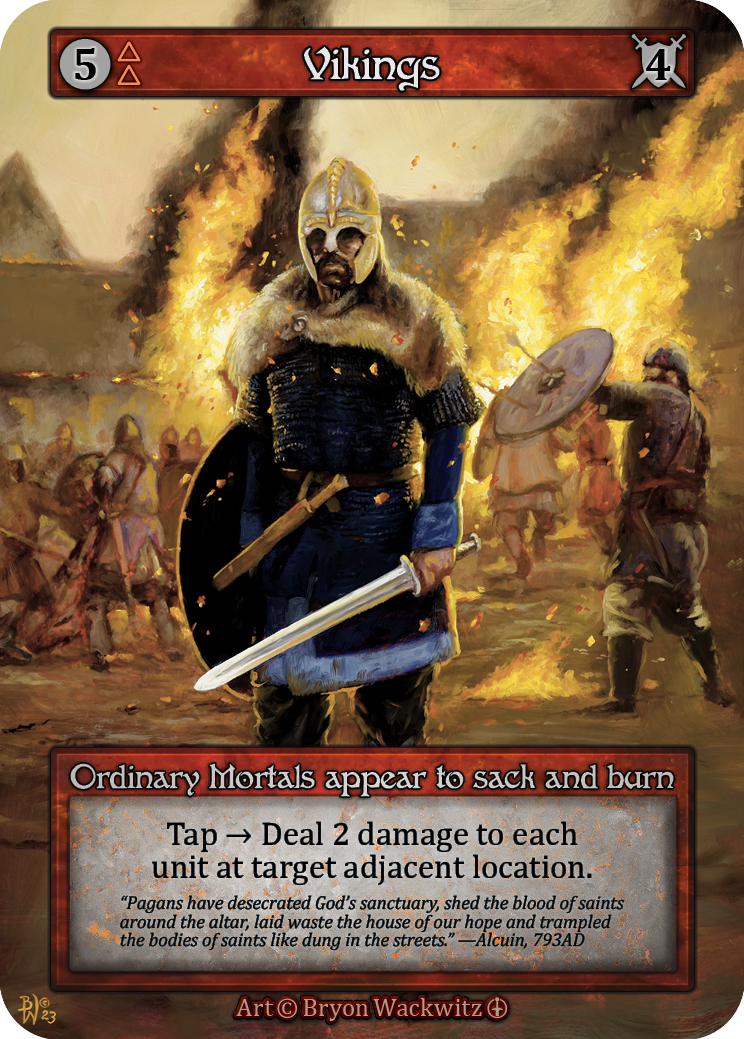 5
Vikings
4
Ordinary Mortals appear to sack and burn
Tap → Deal 2 damage to each
unit at target adjacent location.
“Pagans have desecrated God’s sanctuary, shed the blood of saints
around the altar, laid waste the house of our hope and trampled
the bodies of saints like dung in the streets.” —Alcuin, 793AD
BW©
23
Art © Bryon Wackwitz